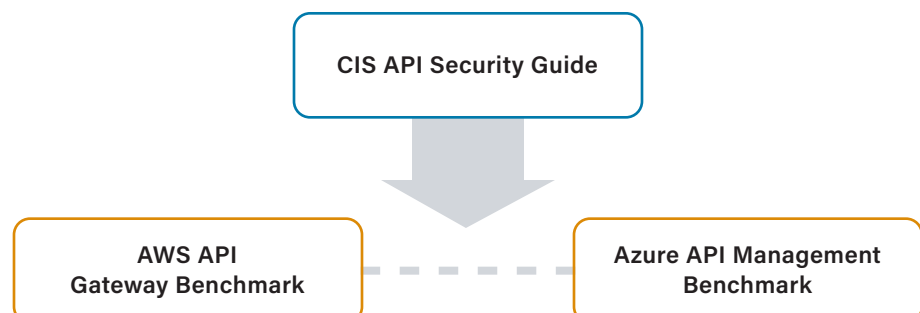 CIS API Security Guide
AWS API
Gateway Benchmark
Azure API Management
Benchmark